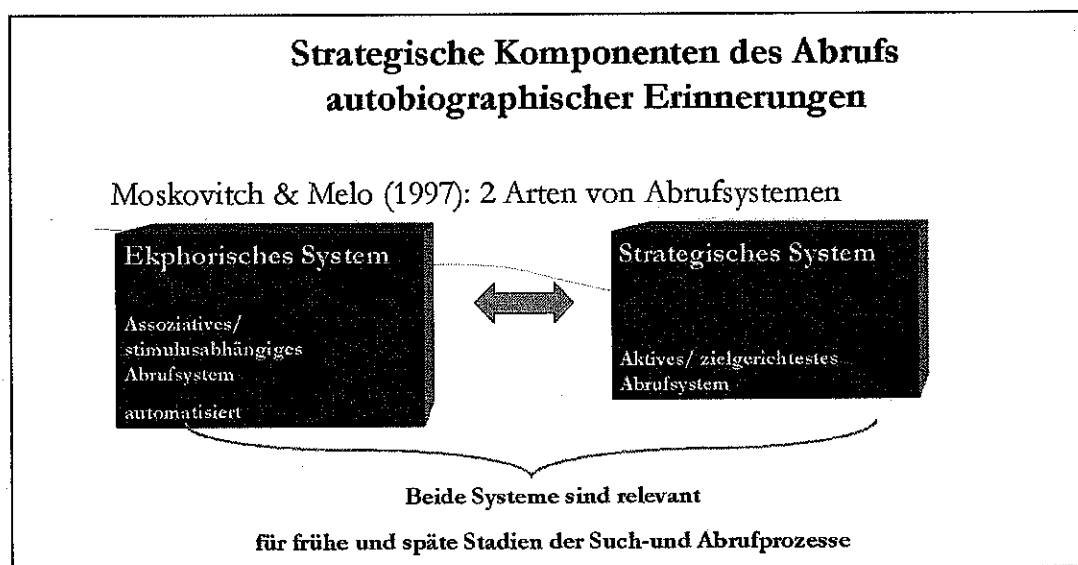 Strategische Komponenten des Abrufs
autobiographischer Erinnerungen
Moskovitch & Melo (1997): 2 Arten von Abrufsystemen
Ekphorisches System
Assoziatives/
stimulusabhängiges
Abrufsystem
automatisiert
Strategisches System
Aktives/ zielgerichtestes
Abrufsystem
Beide Systeme sind relevant
für frühe und späte Stadien der Such-und Abrufprozesse